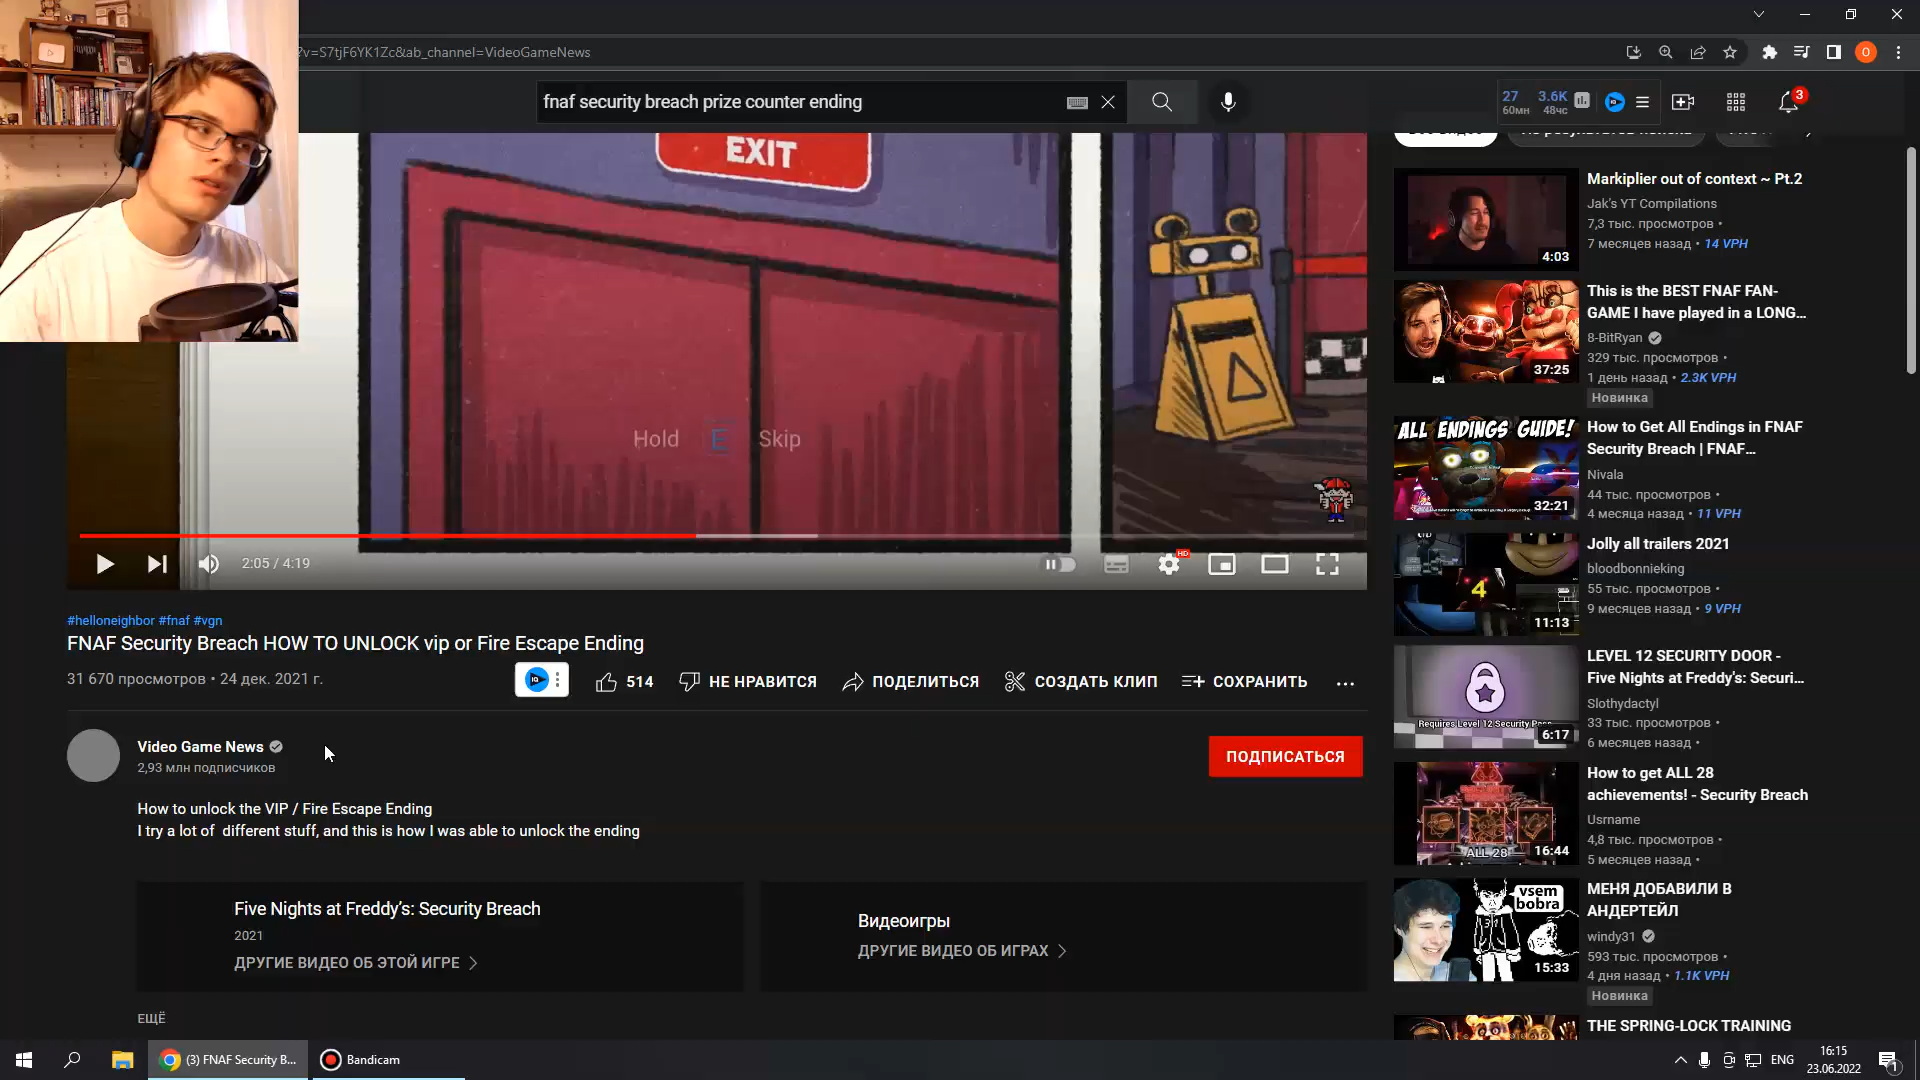 ?v=S7tjF6YK1Zc&ab_channel=VideoGameNews
fnaf security breach prize counter ending
27
60мн
3.6K
48чс
3
EXIT
Hold E Skip
2:05 / 4:19
HD
#helloneighbor #fnaf #vgn
FNAF Security Breach HOW TO UNLOCK vip or Fire Escape Ending
31 670 просмотров • 24 дек. 2021 г.
514
НЕ НРАВИТСЯ
ПОДЕЛИТЬСЯ
СОЗДАТЬ КЛИП
СОХРАНИТЬ
Video Game News
2,93 млн подписчиков
ПОДПИСАТЬСЯ
How to unlock the VIP / Fire Escape Ending
I try a lot of different stuff, and this is how I was able to unlock the ending
Five Nights at Freddy’s: Security Breach
2021
ДРУГИЕ ВИДЕО ОБ ЭТОЙ ИГРЕ
Видеоигры
ДРУГИЕ ВИДЕО ОБ ИГРАХ
ЕЩЁ
4:03
Markiplier out of context ~ Pt.2
Jak's YT Compilations
7,3 тыс. просмотров •
7 месяцев назад • 14 VPH
37:25
This is the BEST FNAF FAN-
GAME I have played in a LONG...
8-BitRyan
329 тыс. просмотров •
1 день назад • 2.3K VPH
Новинка
ALL ENDINGS GUIDE!
32:21
How to Get All Endings in FNAF
Security Breach | FNAF...
Nivala
44 тыс. просмотров •
4 месяца назад • 11 VPH
4
11:13
Jolly all trailers 2021
bloodbonnieking
55 тыс. просмотров •
9 месяцев назад • 9 VPH
Requires Level 12 Security Pass
6:17
LEVEL 12 SECURITY DOOR -
Five Nights at Freddy's: Securi...
Slothydactyl
33 тыс. просмотров •
6 месяцев назад •
ALL 28
16:44
How to get ALL 28
achievements! - Security Breach
Usrname
4,8 тыс. просмотров •
5 месяцев назад •
vsem
bobra
15:33
МЕНЯ ДОБАВИЛИ В
АНДЕРТЕЙЛ
windy31
593 тыс. просмотров •
4 дня назад • 1.1K VPH
Новинка
THE SPRING-LOCK TRAINING
(3) FNAF Security B...
Bandicam
ENG
16:15
23.06.2022
1
O